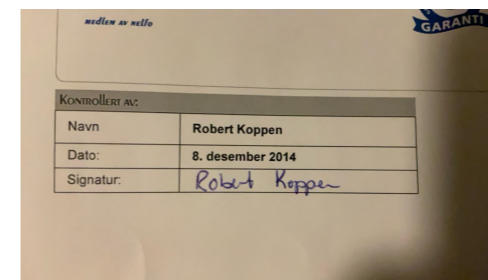 medlem av nelfo
GARANTI
Kontrollert av:
Navn Robert Koppen
Dato: 8. desember 2014
Signatur: Robert Koppen